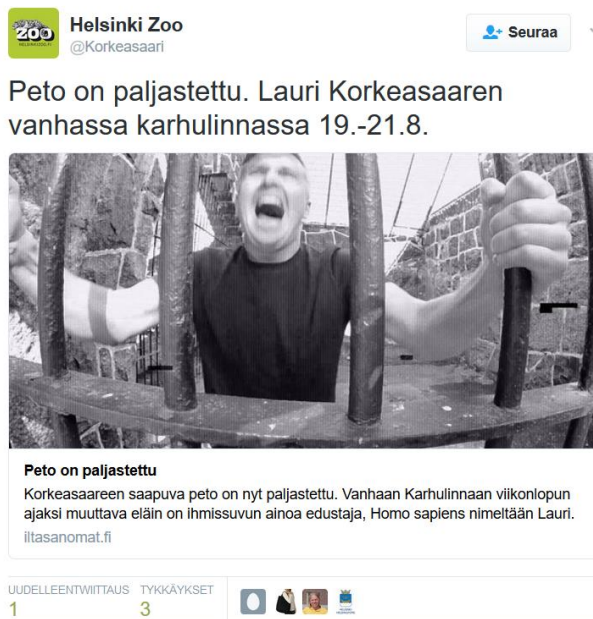 ZOO
Helsinki Zoo
@Korkeasaari
Seuraa
Peto on paljastettu. Lauri Korkeasaaren
vanhassa karhulinnassa 19.-21.8.
Peto on paljastettu
Korkeasaareen saapuva peto on nyt paljastettu. Vanhaan Karhulinnaan viikonlopun
ajaksi muuttava eläin on ihmissuvun ainoa edustaja, Homo sapiens nimeltään Lauri.
iltasanomat.fi
UUDELLEENTWIITTAUS TYKKÄYKSET
1 3